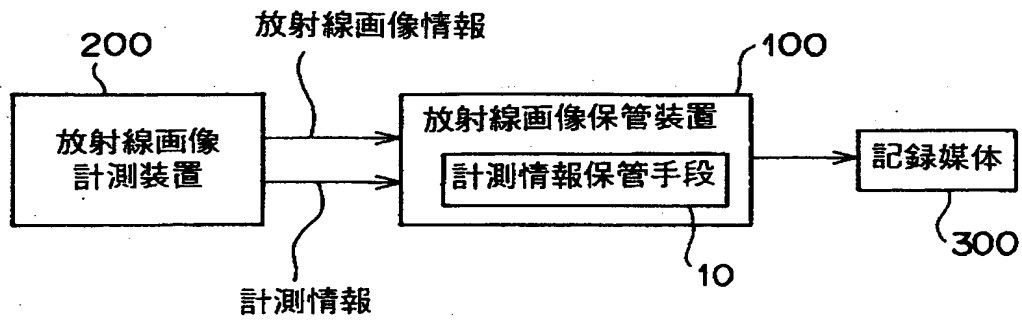 放射線画像情報
200
100
放射線画像
計測装置
放射線画像保管装置
計測情報保管手段
記録媒体
300
10
計測情報